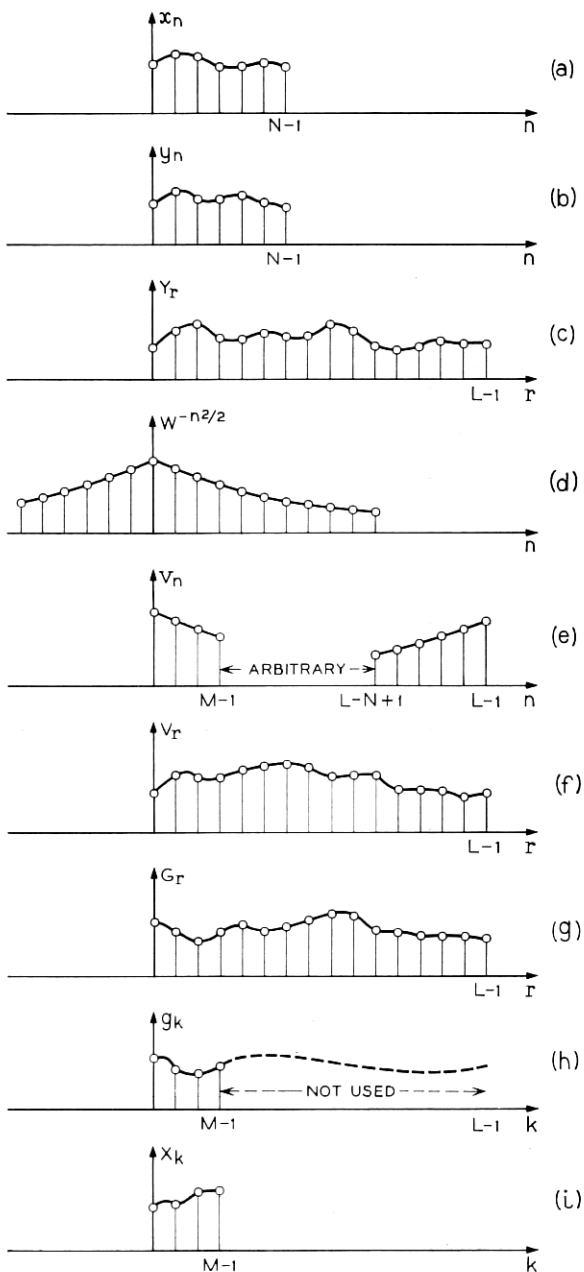 xₙ
(a)
N-1
n
yₙ
(b)
N-1
n
Yᵣ
(c)
L-1
r
W^{-n²/2}
(d)
n
Vₙ
(e)
ARBITRARY
M-1
L-N+1
L-1
n
Vᵣ
(f)
L-1
r
Gᵣ
(g)
L-1
r
gₖ
(h)
NOT USED
M-1
L-1
k
Xₖ
(i)
M-1
k